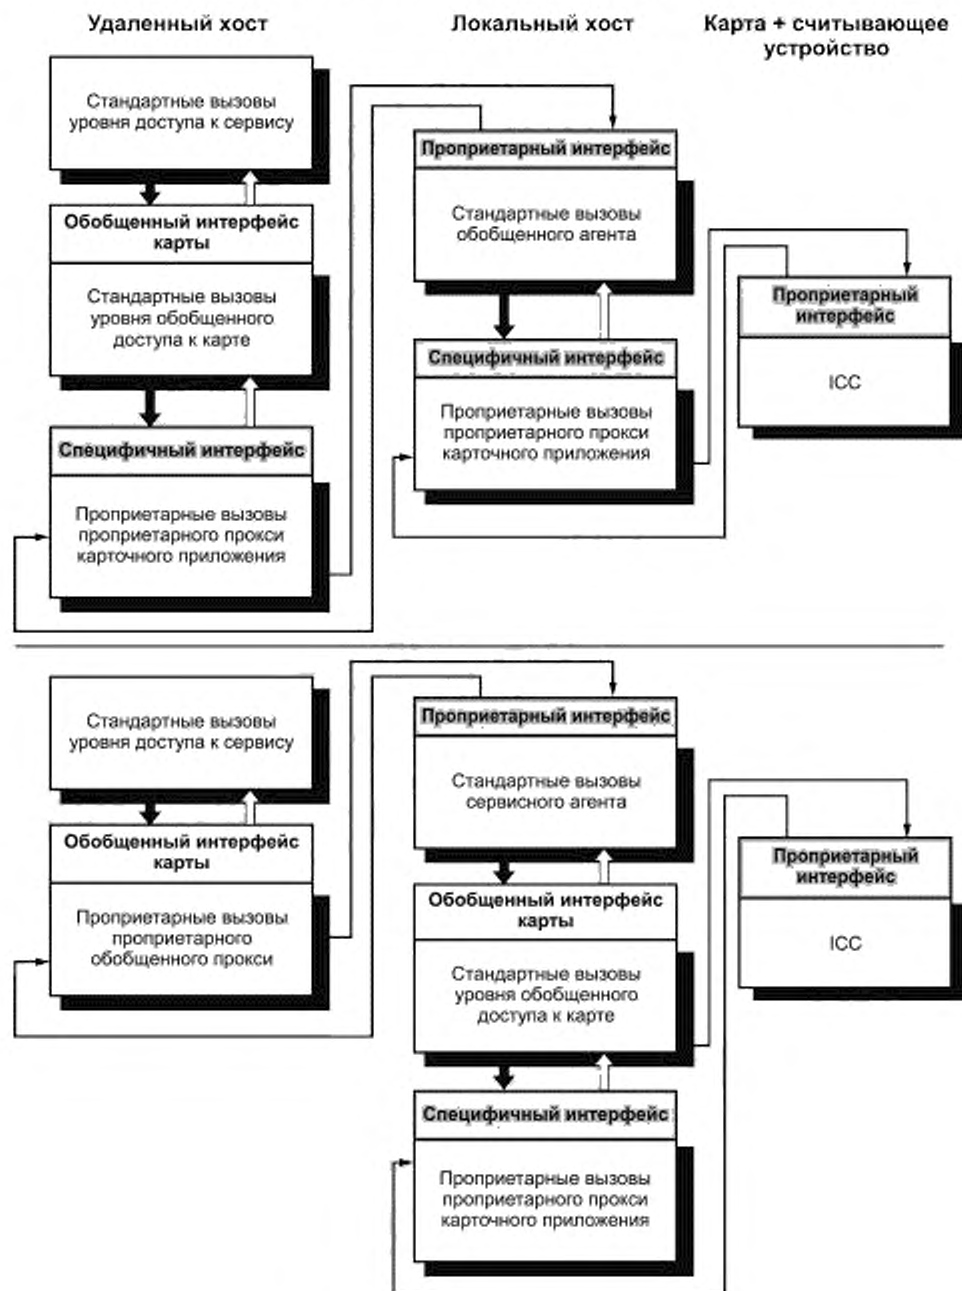 Удаленный хост
Локальный хост
Карта + считывающее
устройство
Стандартные вызовы
уровня доступа к сервису
Обобщенный интерфейс
карты
Стандартные вызовы
уровня обобщенного
доступа к карте
Специфичный интерфейс
Проприетарные вызовы
проприетарного прокси
карточного приложения
Проприетарный интерфейс
Стандартные вызовы
обобщенного агента
Специфичный интерфейс
Проприетарные вызовы
проприетарного прокси
карточного приложения
Проприетарный
интерфейс
ICC
Стандартные вызовы
уровня доступа к сервису
Обобщенный интерфейс
карты
Проприетарные вызовы
проприетарного
обобщенного прокси
Проприетарный интерфейс
Стандартные вызовы
сервисного агента
Обобщенный интерфейс
карты
Стандартные вызовы
уровня обобщенного
доступа к карте
Специфичный интерфейс
Проприетарные вызовы
проприетарного прокси
карточного приложения
Проприетарный
интерфейс
ICC